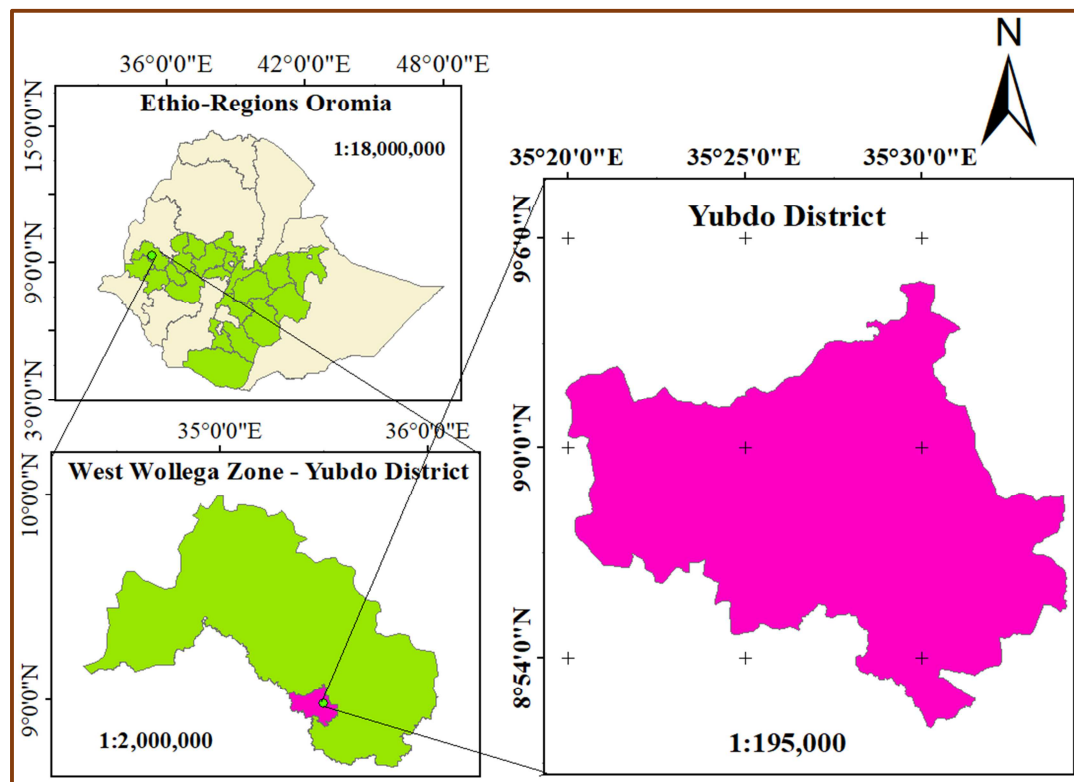 N
36°0'0"E 42°0'0"E 48°0'0"E
Ethio-Regions Oromia
1:18,000,000
15°0'0"N
9°0'0"N
3°0'0"N
35°0'0"E 36°0'0"E
West Wollega Zone - Yubdo District
10°0'0"N
9°0'0"N
1:2,000,000
35°20'0"E 35°25'0"E 35°30'0"E
Yubdo District
9°6'0"N
9°0'0"N
8°54'0"N
1:195,000